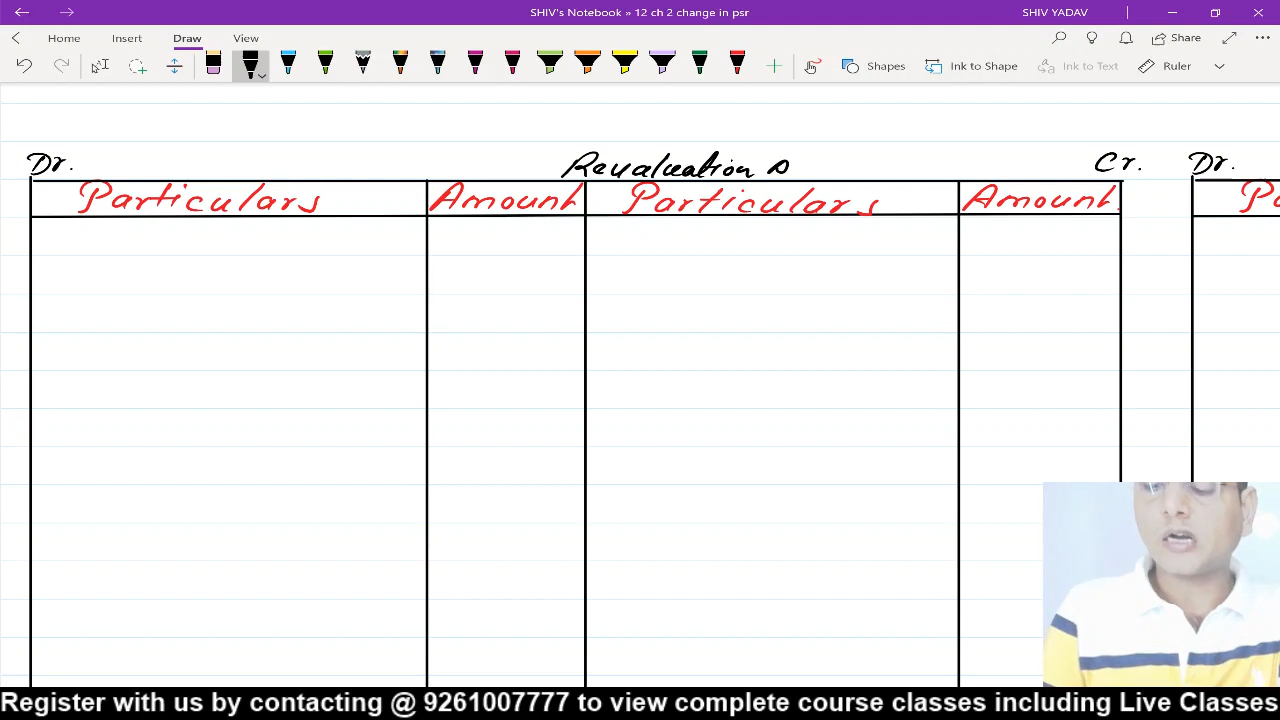 SHIV's Notebook » 12 ch 2 change in psr
SHIV YADAV
Home Insert Draw View
Share
Shapes Ink to Shape Ink to Text Ruler
Dr. Revaluation Cr. Dr.
Particulars Amount Particulars Amount
Register with us by contacting @ 9261007777 to view complete course classes including Live Classes